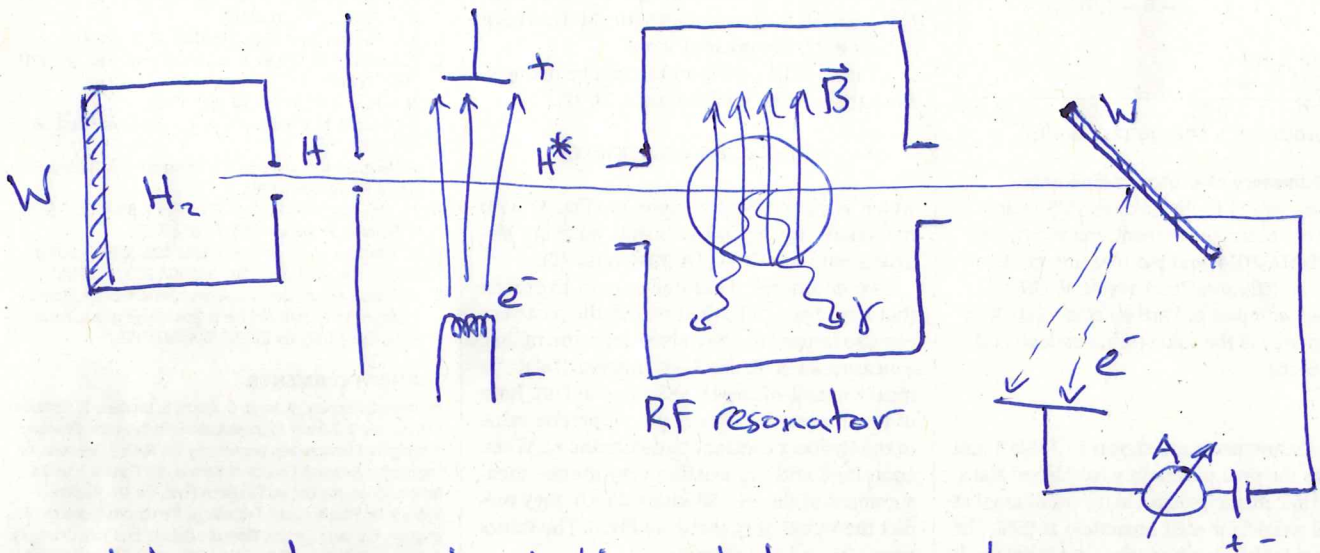 W
H₂
H
+
e⁻
−
H*
B⃗
γ
RF resonator
W
e⁻
A
+ -